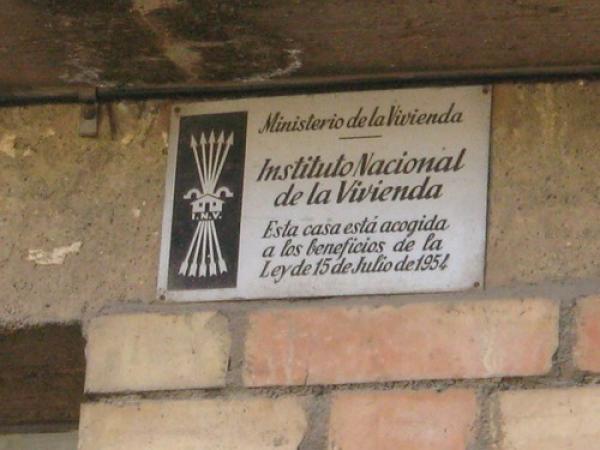 Ministerio de la Vivienda
Instituto Nacional
de la Vivienda
Esta casa está acogida
a los beneficios de la
Ley de 15 de Julio de 1954
I.N.V.